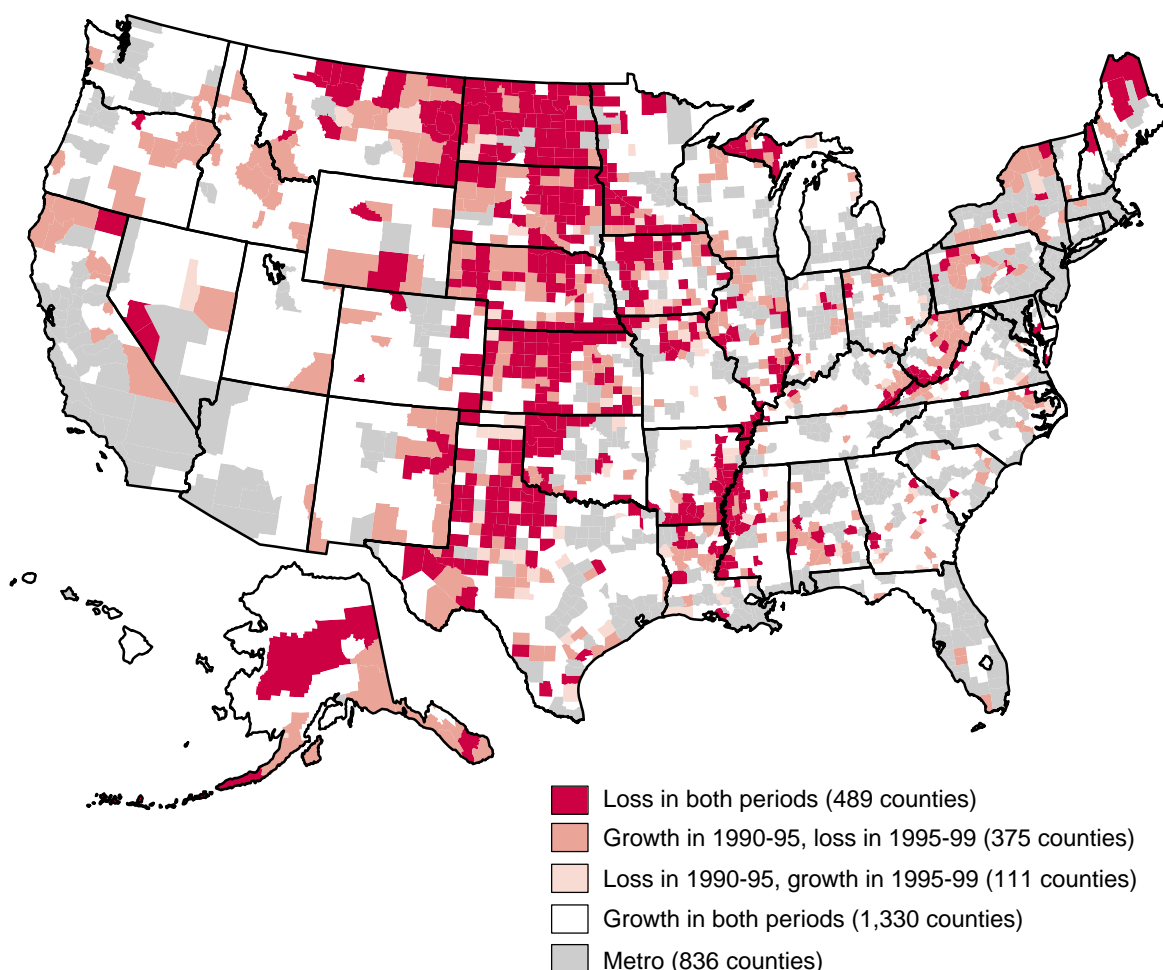 Loss in both periods (489 counties)
Growth in 1990-95, loss in 1995-99 (375 counties)
Loss in 1990-95, growth in 1995-99 (111 counties)
Growth in both periods (1,330 counties)
Metro (836 counties)